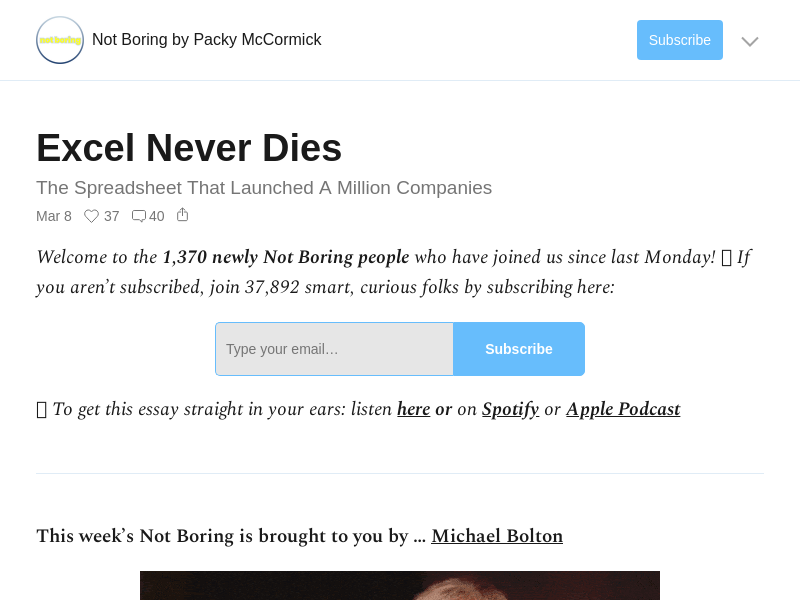 not boring
Not Boring by Packy McCormick
Subscribe
Excel Never Dies
The Spreadsheet That Launched A Million Companies
Mar 8 37 40
Welcome to the 1,370 newly Not Boring people who have joined us since last Monday! If
you aren’t subscribed, join 37,892 smart, curious folks by subscribing here:
Type your email…
Subscribe
To get this essay straight in your ears: listen here or on Spotify or Apple Podcast
This week’s Not Boring is brought to you by … Michael Bolton